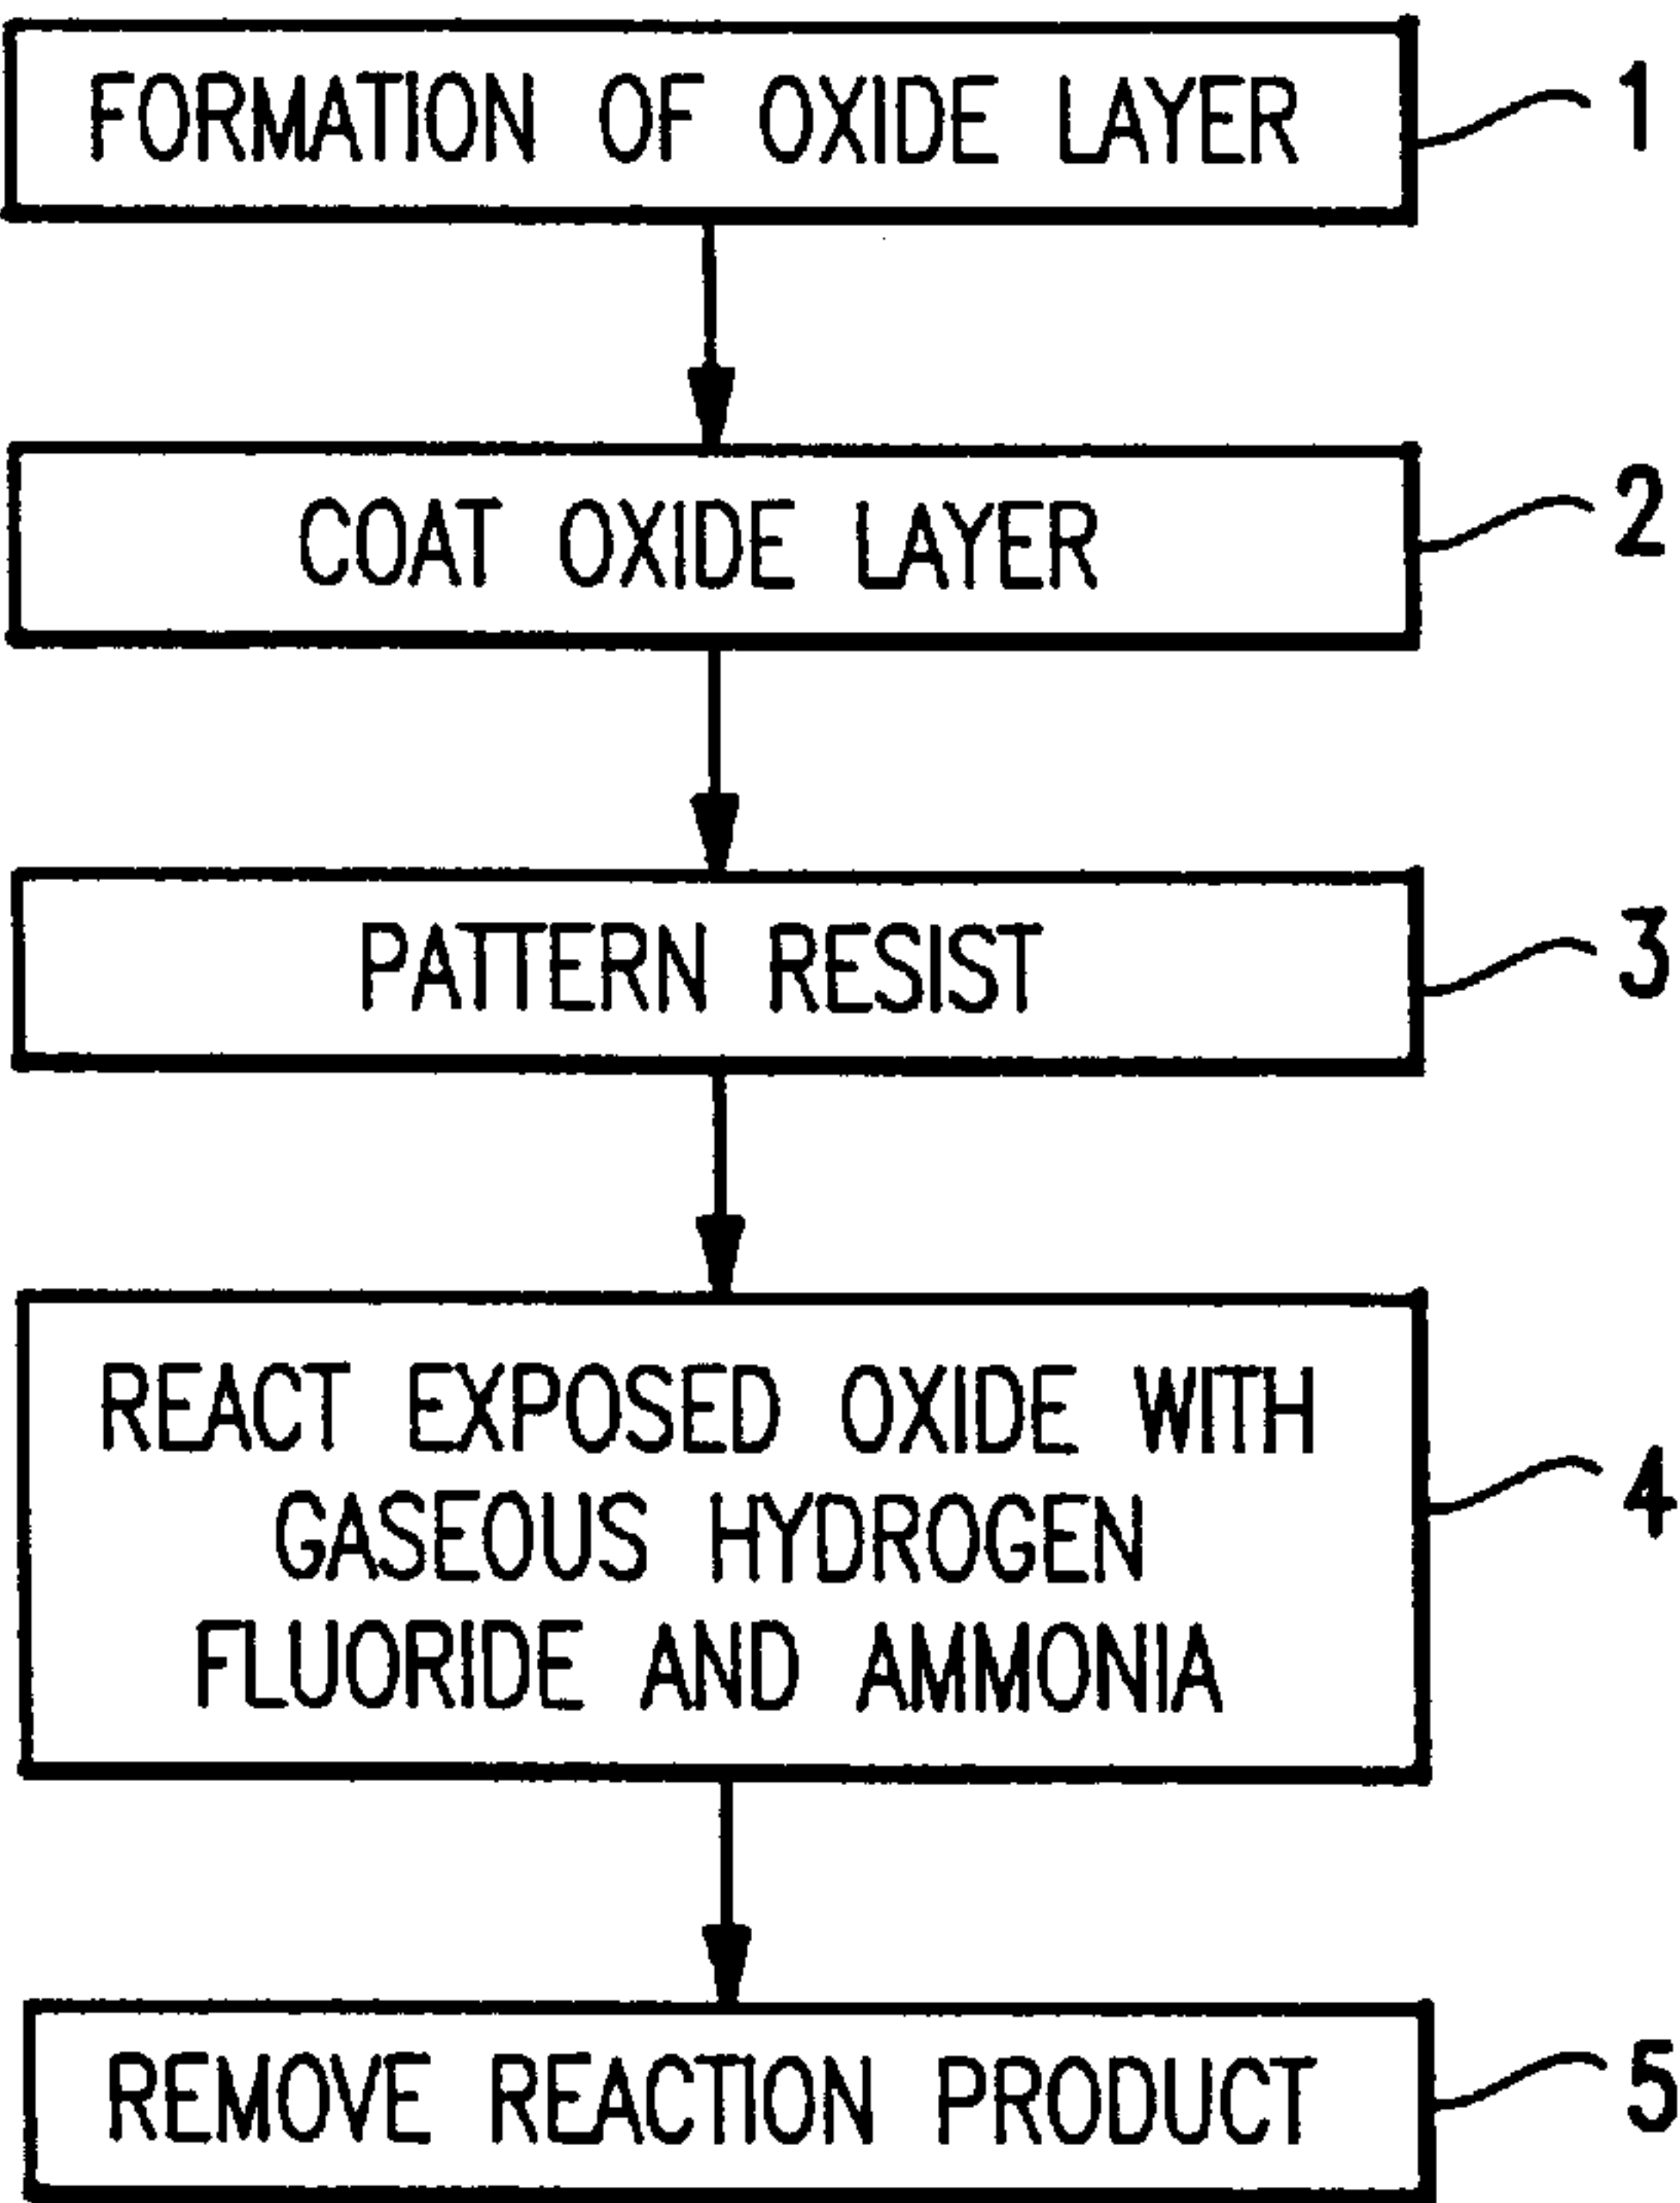 FORMATION OF OXIDE LAYER 1
COAT OXIDE LAYER 2
PATTERN RESIST 3
REACT EXPOSED OXIDE WITH
GASEOUS HYDROGEN 4
FLUORIDE AND AMMONIA
REMOVE REACTION PRODUCT 5